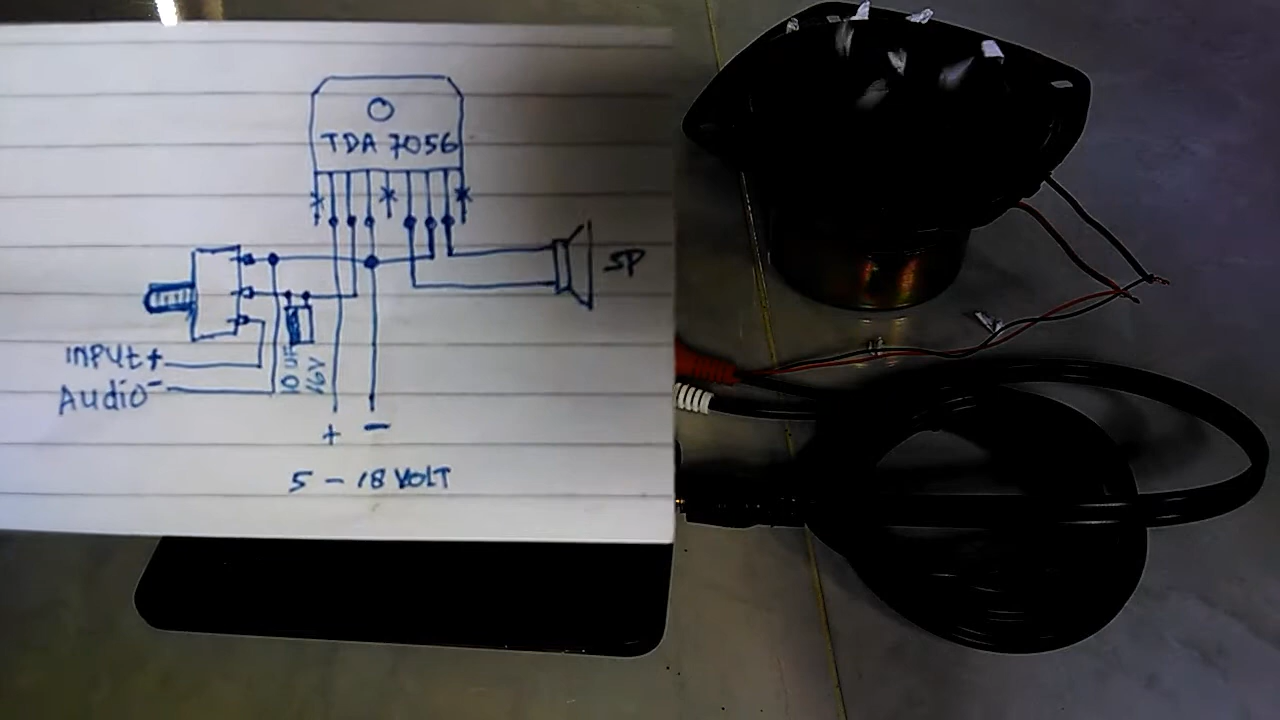 TDA 7056
SP
INPUT +
Audio -
10 UF
16V
+ -
5 - 18 VOLT